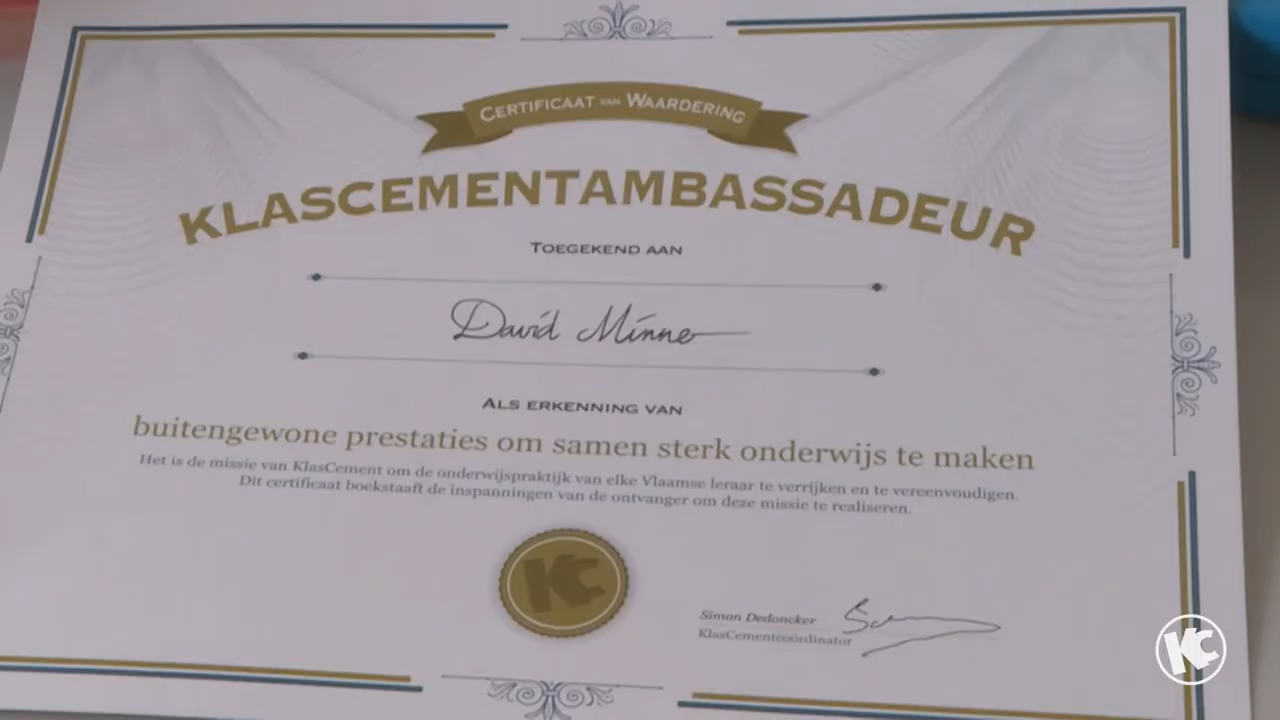 CERTIFICAAT VAN WAARDERING
KLASCEMENTAMBASSADEUR
TOEGEKEND AAN
David Minne
ALS ERKENNING VAN
buitengewone prestaties om samen sterk onderwijs te maken
Het is de missie van KlasCement om de onderwijspraktijk van elke Vlaamse leraar te verrijken en te vereenvoudigen.
Dit certificaat boekstaaft de inspanningen van de ontvanger om deze missie te realiseren.
KC
Simon Dedoncker
KlasCementcoördinator
KC